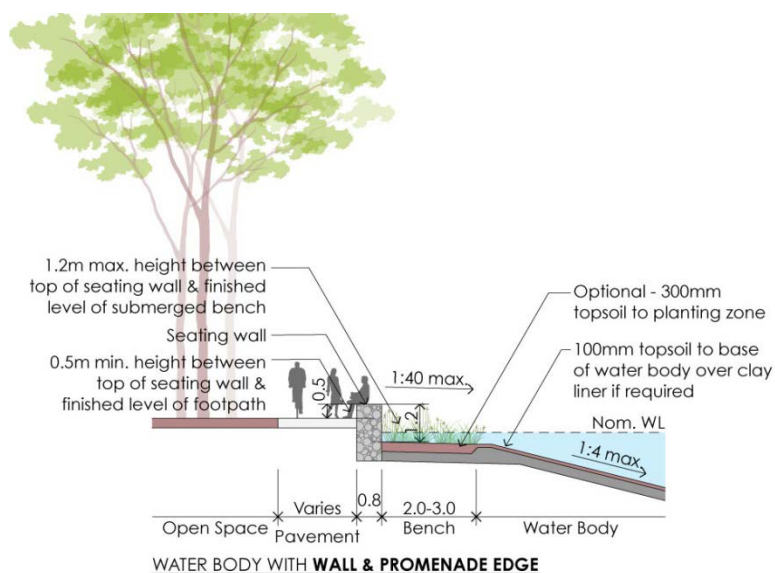 1.2m max. height between
top of seating wall & finished
level of submerged bench
Seating wall
0.5m min. height between
top of seating wall &
finished level of footpath
0.5
1:40 max.
1.2
Optional - 300mm
topsoil to planting zone
100mm topsoil to base
of water body over clay
liner if required
Nom. WL
1:4 max.
Varies
0.8
2.0-3.0
Open Space
Pavement
Bench
Water Body
WATER BODY WITH WALL & PROMENADE EDGE